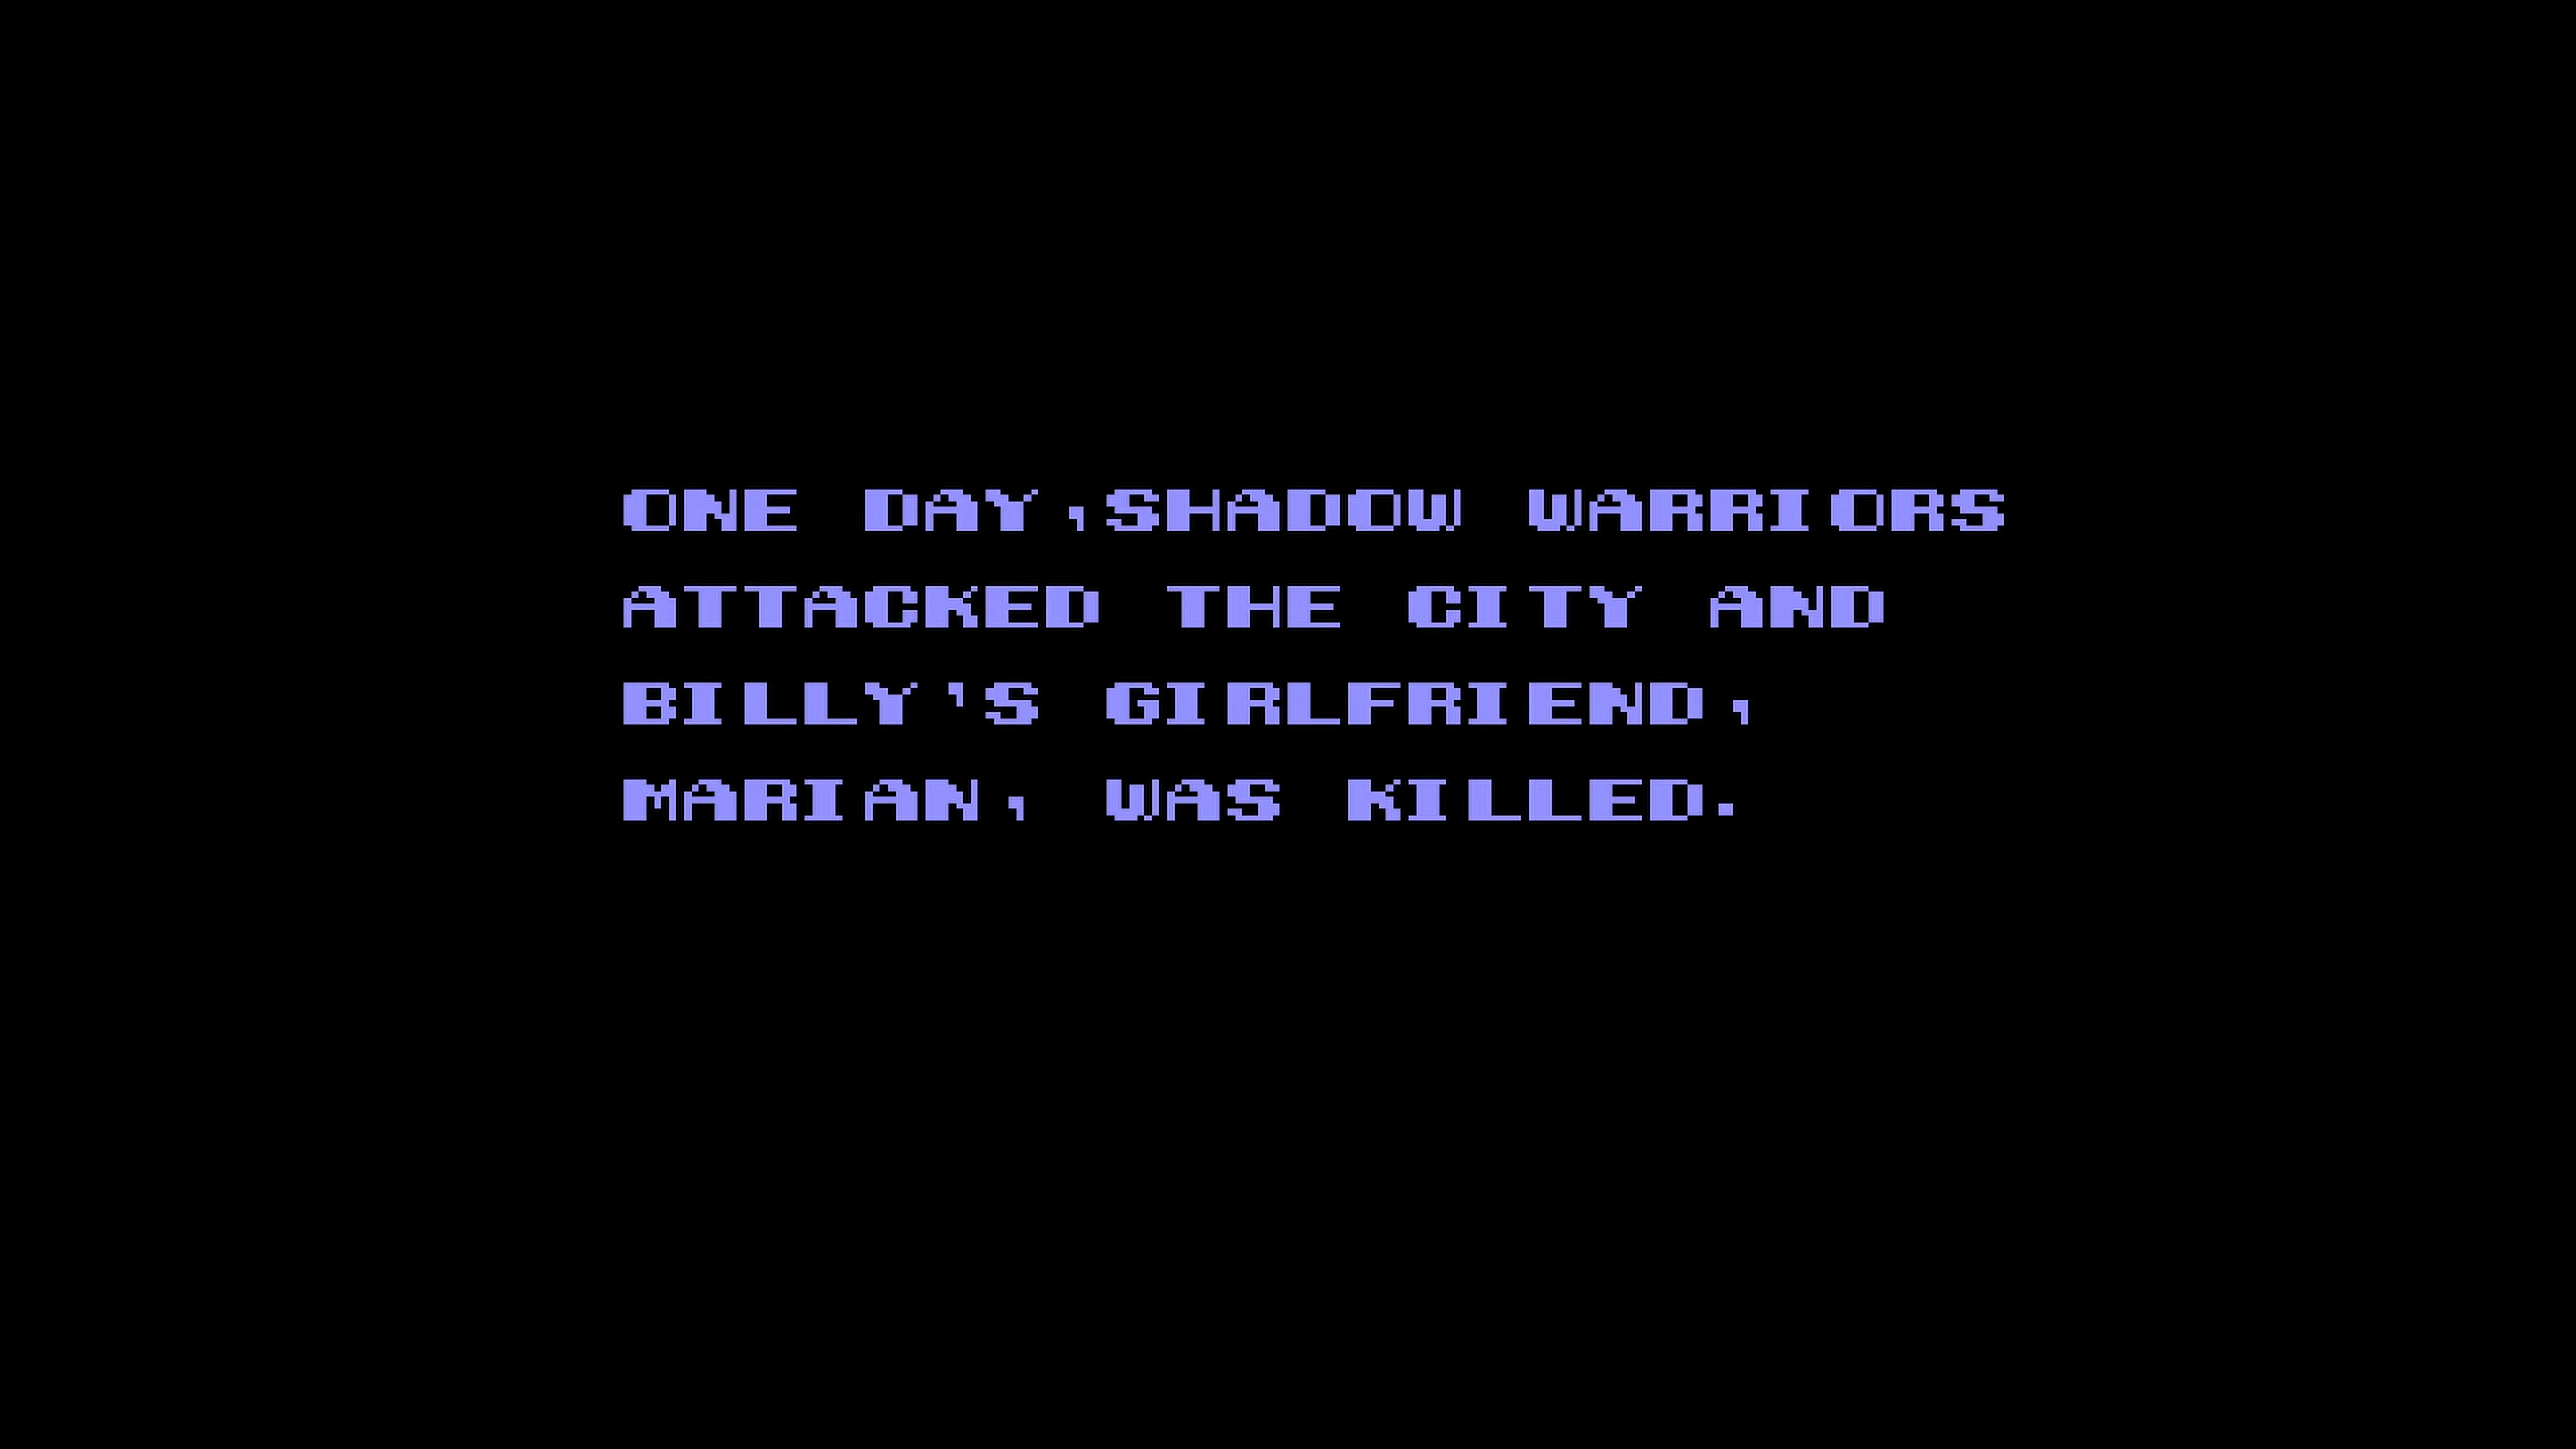 ONE DAY,SHADOW WARRIORS
ATTACKED THE CITY AND
BILLY'S GIRLFRIEND,
MARIAN, WAS KILLED.